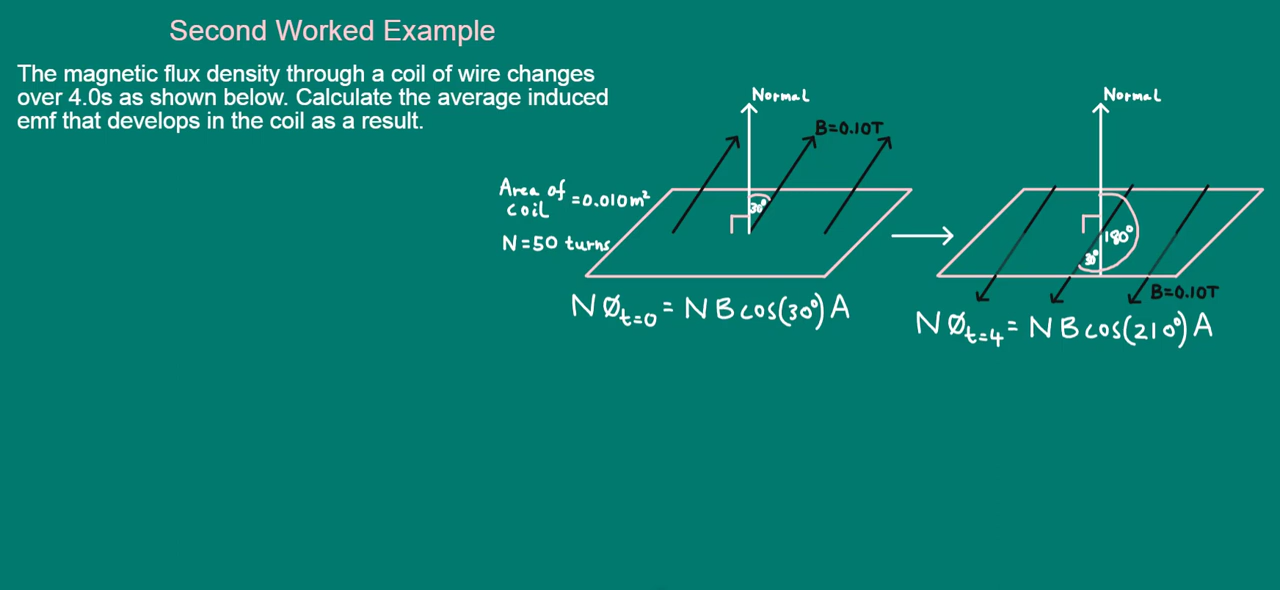 Second Worked Example
The magnetic flux density through a coil of wire changes
over 4.0s as shown below. Calculate the average induced
emf that develops in the coil as a result.
Area of coil =0.010m²
N=50 turns
Normal
B=0.10T
30°
NØt=0 = NBcos(30°)A
Normal
180°
30°
B=0.10T
NØt=4 = NBcos(210°)A